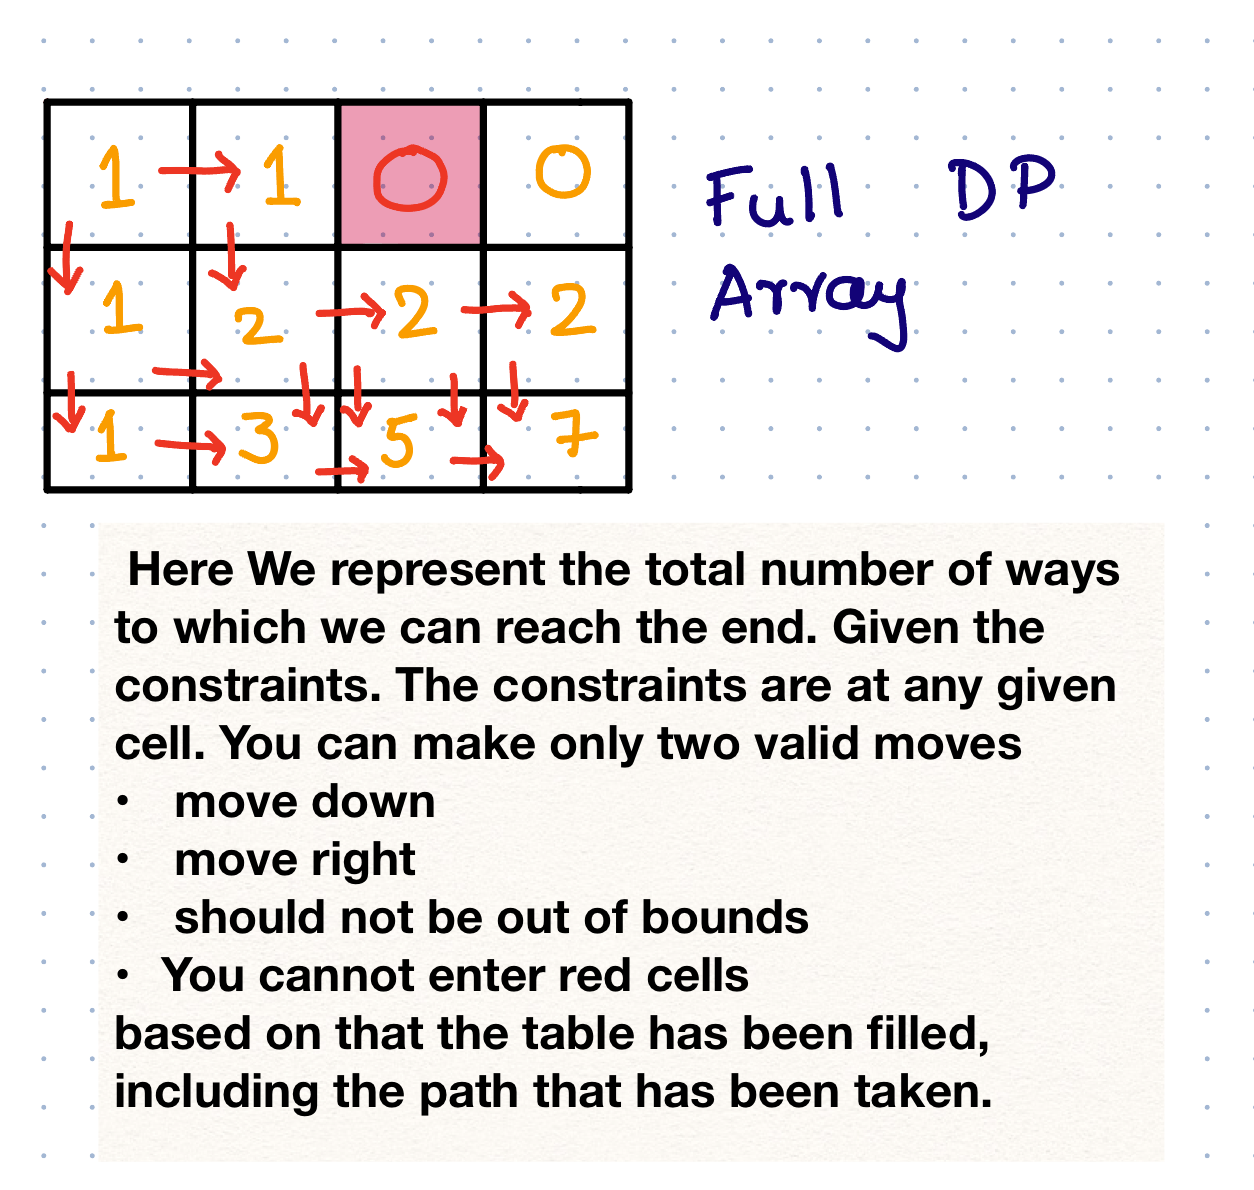 1 1 0 0
Full DP
1 2 2 2
Array
1 3 5 7
Here We represent the total number of ways
to which we can reach the end. Given the
constraints. The constraints are at any given
cell. You can make only two valid moves
• move down
• move right
• should not be out of bounds
• You cannot enter red cells
based on that the table has been filled,
including the path that has been taken.